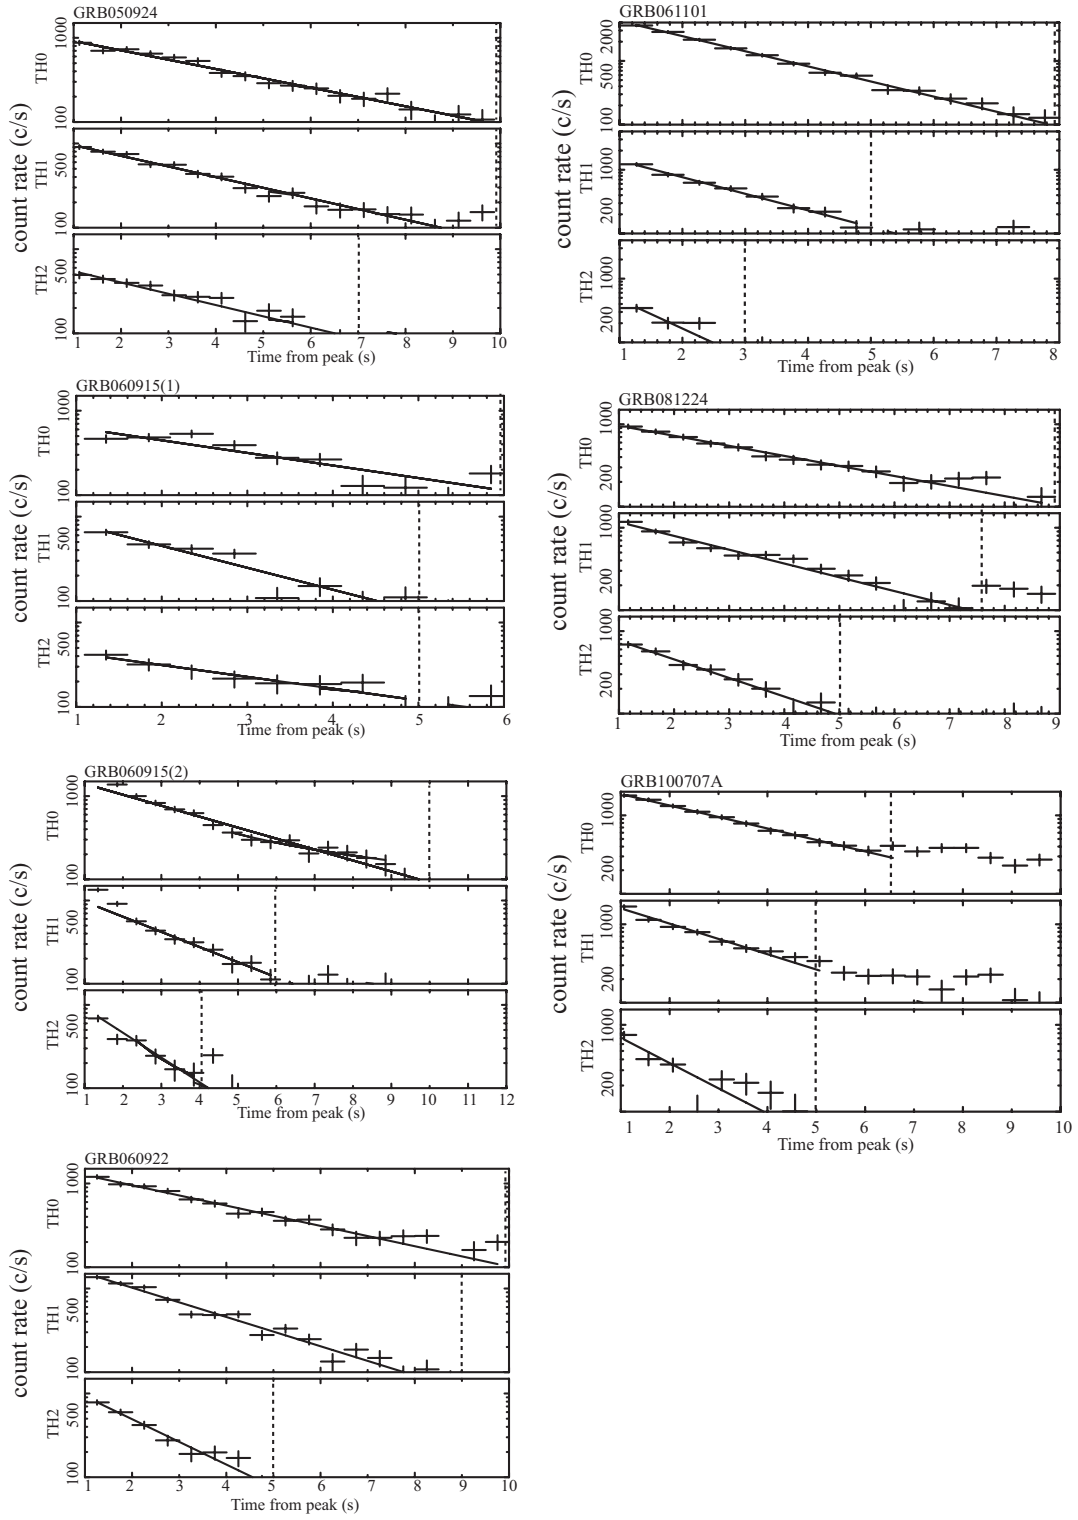 GRB050924
count rate (c/s)
TH0
1000
100
TH1
500
100
TH2
500
100
1 2 3 4 5 6 7 8 9 10
Time from peak (s)
GRB060915(1)
count rate (c/s)
TH0
1000
100
TH1
500
100
TH2
500
100
1 2 3 4 5 6
Time from peak (s)
GRB060915(2)
count rate (c/s)
TH0
1000
100
TH1
500
100
TH2
500
100
1 2 3 4 5 6 7 8 9 10 11 12
Time from peak (s)
GRB060922
count rate (c/s)
TH0
1000
100
TH1
500
100
TH2
500
100
1 2 3 4 5 6 7 8 9 10
Time from peak (s)
GRB061101
count rate (c/s)
TH0
2000
500
100
TH1
1000
200
TH2
1000
200
1 2 3 4 5 6 7 8
Time from peak (s)
GRB081224
count rate (c/s)
TH0
1000
200
TH1
1000
200
TH2
1000
200
1 2 3 4 5 6 7 8 9
Time from peak (s)
GRB100707A
count rate (c/s)
TH0
1000
200
TH1
1000
200
TH2
1000
200
1 2 3 4 5 6 7 8 9 10
Time from peak (s)